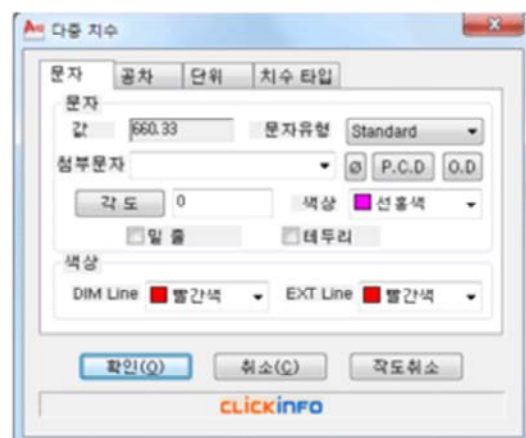 다중 치수
문자 공차 단위 치수 타입
문자
값 660.33 문자유형 Standard
첨부문자 Ø P.C.D O.D
각 도 0 색상 선홍색
밑 줄 테두리
색상
DIM Line 빨간색 EXT Line 빨간색
확인(O) 취소(C) 작도취소
CLICKINFO